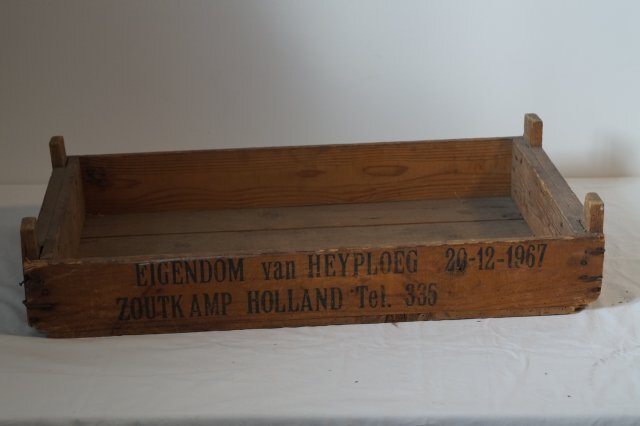 EIGENDOM van HEYPLOEG 20-12-1967
ZOUTKAMP HOLLAND Tel. 335